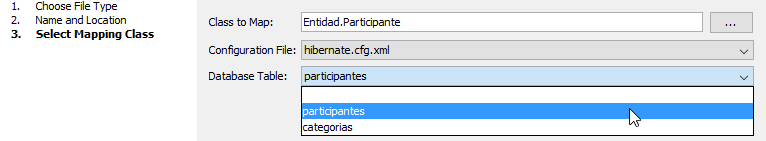 1. Choose File Type
2. Name and Location
3. Select Mapping Class
Class to Map: Entidad.Participante ...
Configuration File: hibernate.cfg.xml
Database Table: participantes
participantes
categorias